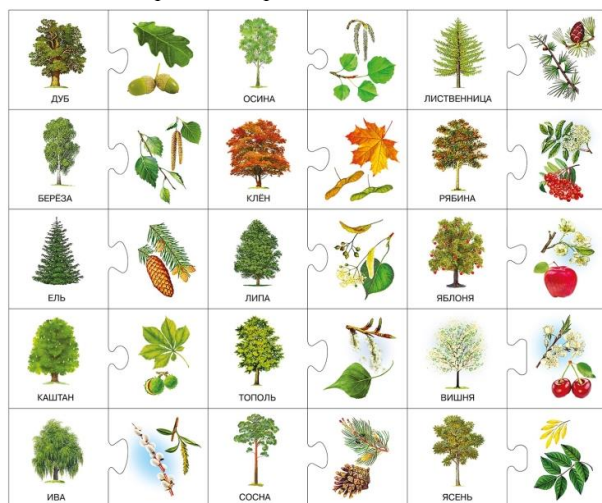 ДУБ
ОСИНА
ЛИСТВЕННИЦА
БЕРЁЗА
КЛЁН
РЯБИНА
ЕЛЬ
ЛИПА
ЯБЛОНЯ
КАШТАН
ТОПОЛЬ
ВИШНЯ
ИВА
СОСНА
ЯСЕНЬ